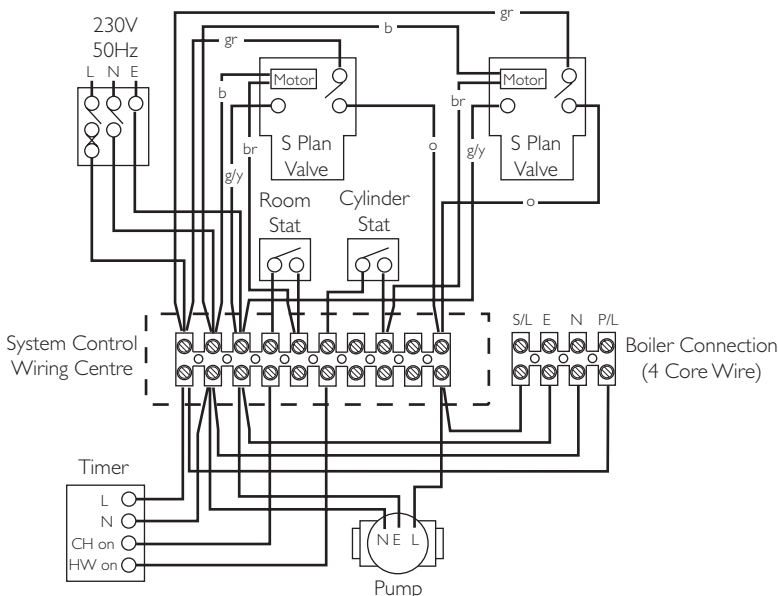 230V
50Hz
L N E
gr
b
gr
b
br
g/y
Motor
S Plan
Valve
o
Motor
br
g/y
S Plan
Valve
o
Room
Stat
Cylinder
Stat
System Control
Wiring Centre
S/L E N P/L
Boiler Connection
(4 Core Wire)
Timer
L
N
CH on
HW on
N E L
Pump